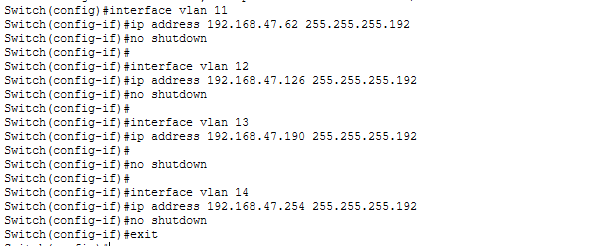 Switch(config)#interface vlan 11
Switch(config-if)#ip address 192.168.47.62 255.255.255.192
Switch(config-if)#no shutdown
Switch(config-if)#
Switch(config-if)#interface vlan 12
Switch(config-if)#ip address 192.168.47.126 255.255.255.192
Switch(config-if)#no shutdown
Switch(config-if)#
Switch(config-if)#interface vlan 13
Switch(config-if)#ip address 192.168.47.190 255.255.255.192
Switch(config-if)#
Switch(config-if)#no shutdown
Switch(config-if)#
Switch(config-if)#interface vlan 14
Switch(config-if)#ip address 192.168.47.254 255.255.255.192
Switch(config-if)#no shutdown
Switch(config-if)#exit